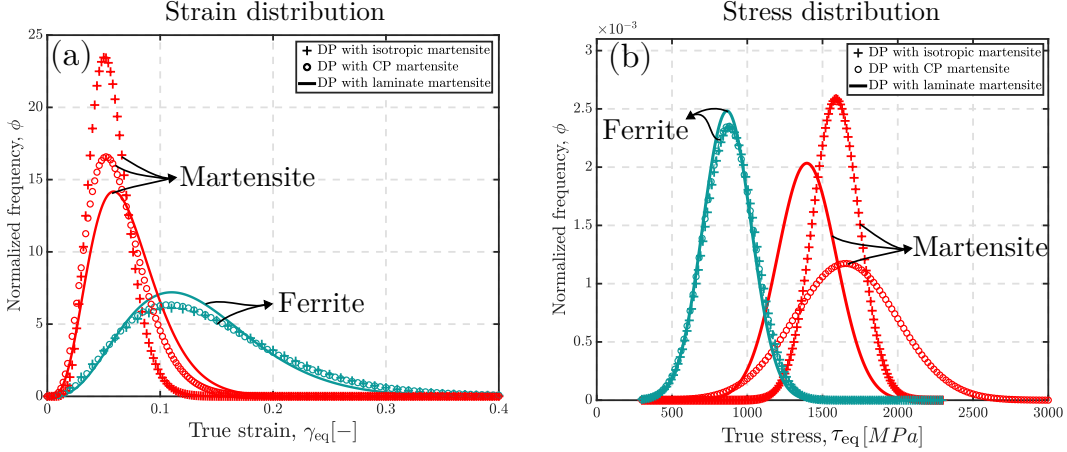 Strain distribution
(a)
25
20
15
10
5
0
0
0.1
0.2
0.3
0.4
Normalized frequency, ϕ
True strain, γeq[−]
DP with isotropic martensite
DP with CP martensite
DP with laminate martensite
Martensite
Ferrite
Stress distribution
×10⁻³
(b)
3
2.5
2
1.5
1
0.5
0
0
500
1000
1500
2000
2500
3000
Normalized frequency, ϕ
True stress, τeq[MPa]
DP with isotropic martensite
DP with CP martensite
DP with laminate martensite
Ferrite
Martensite